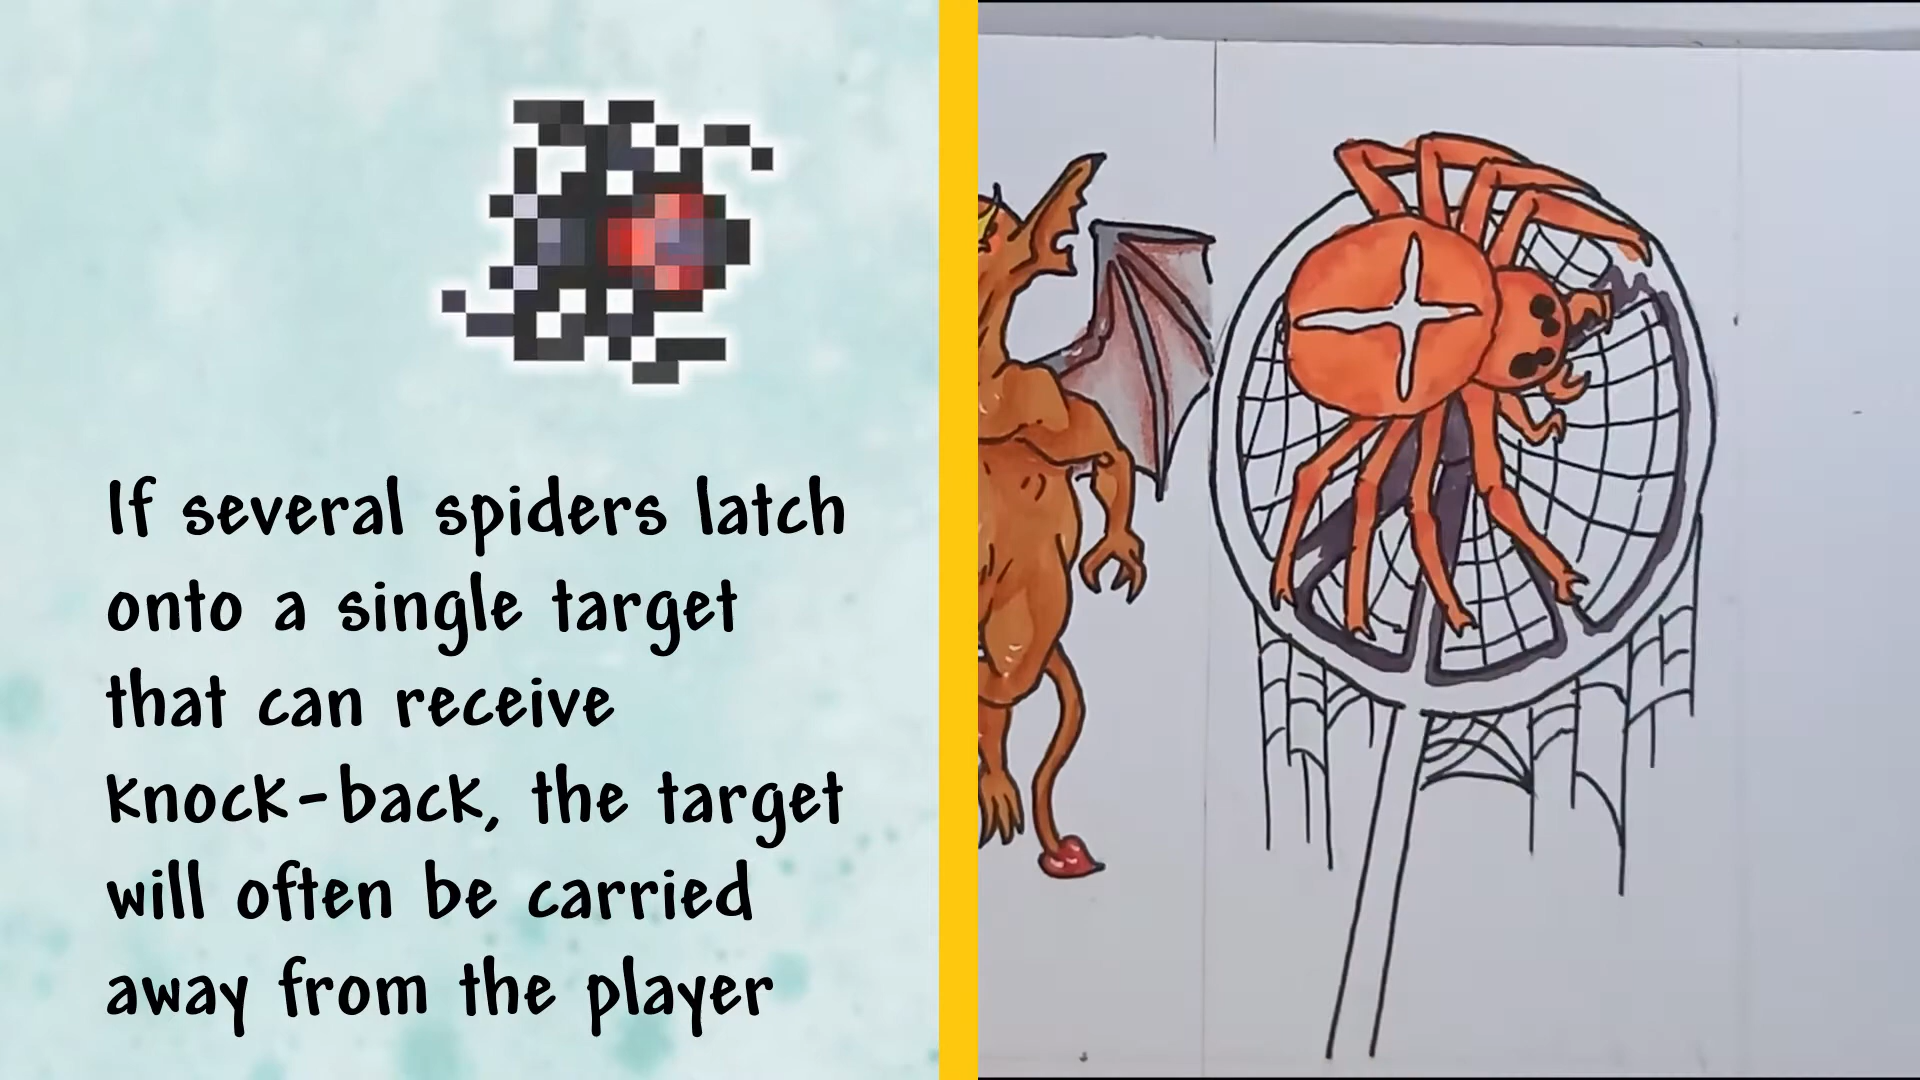 If several spiders latch
onto a single target
that can receive
knock-back, the target
will often be carried
away from the player